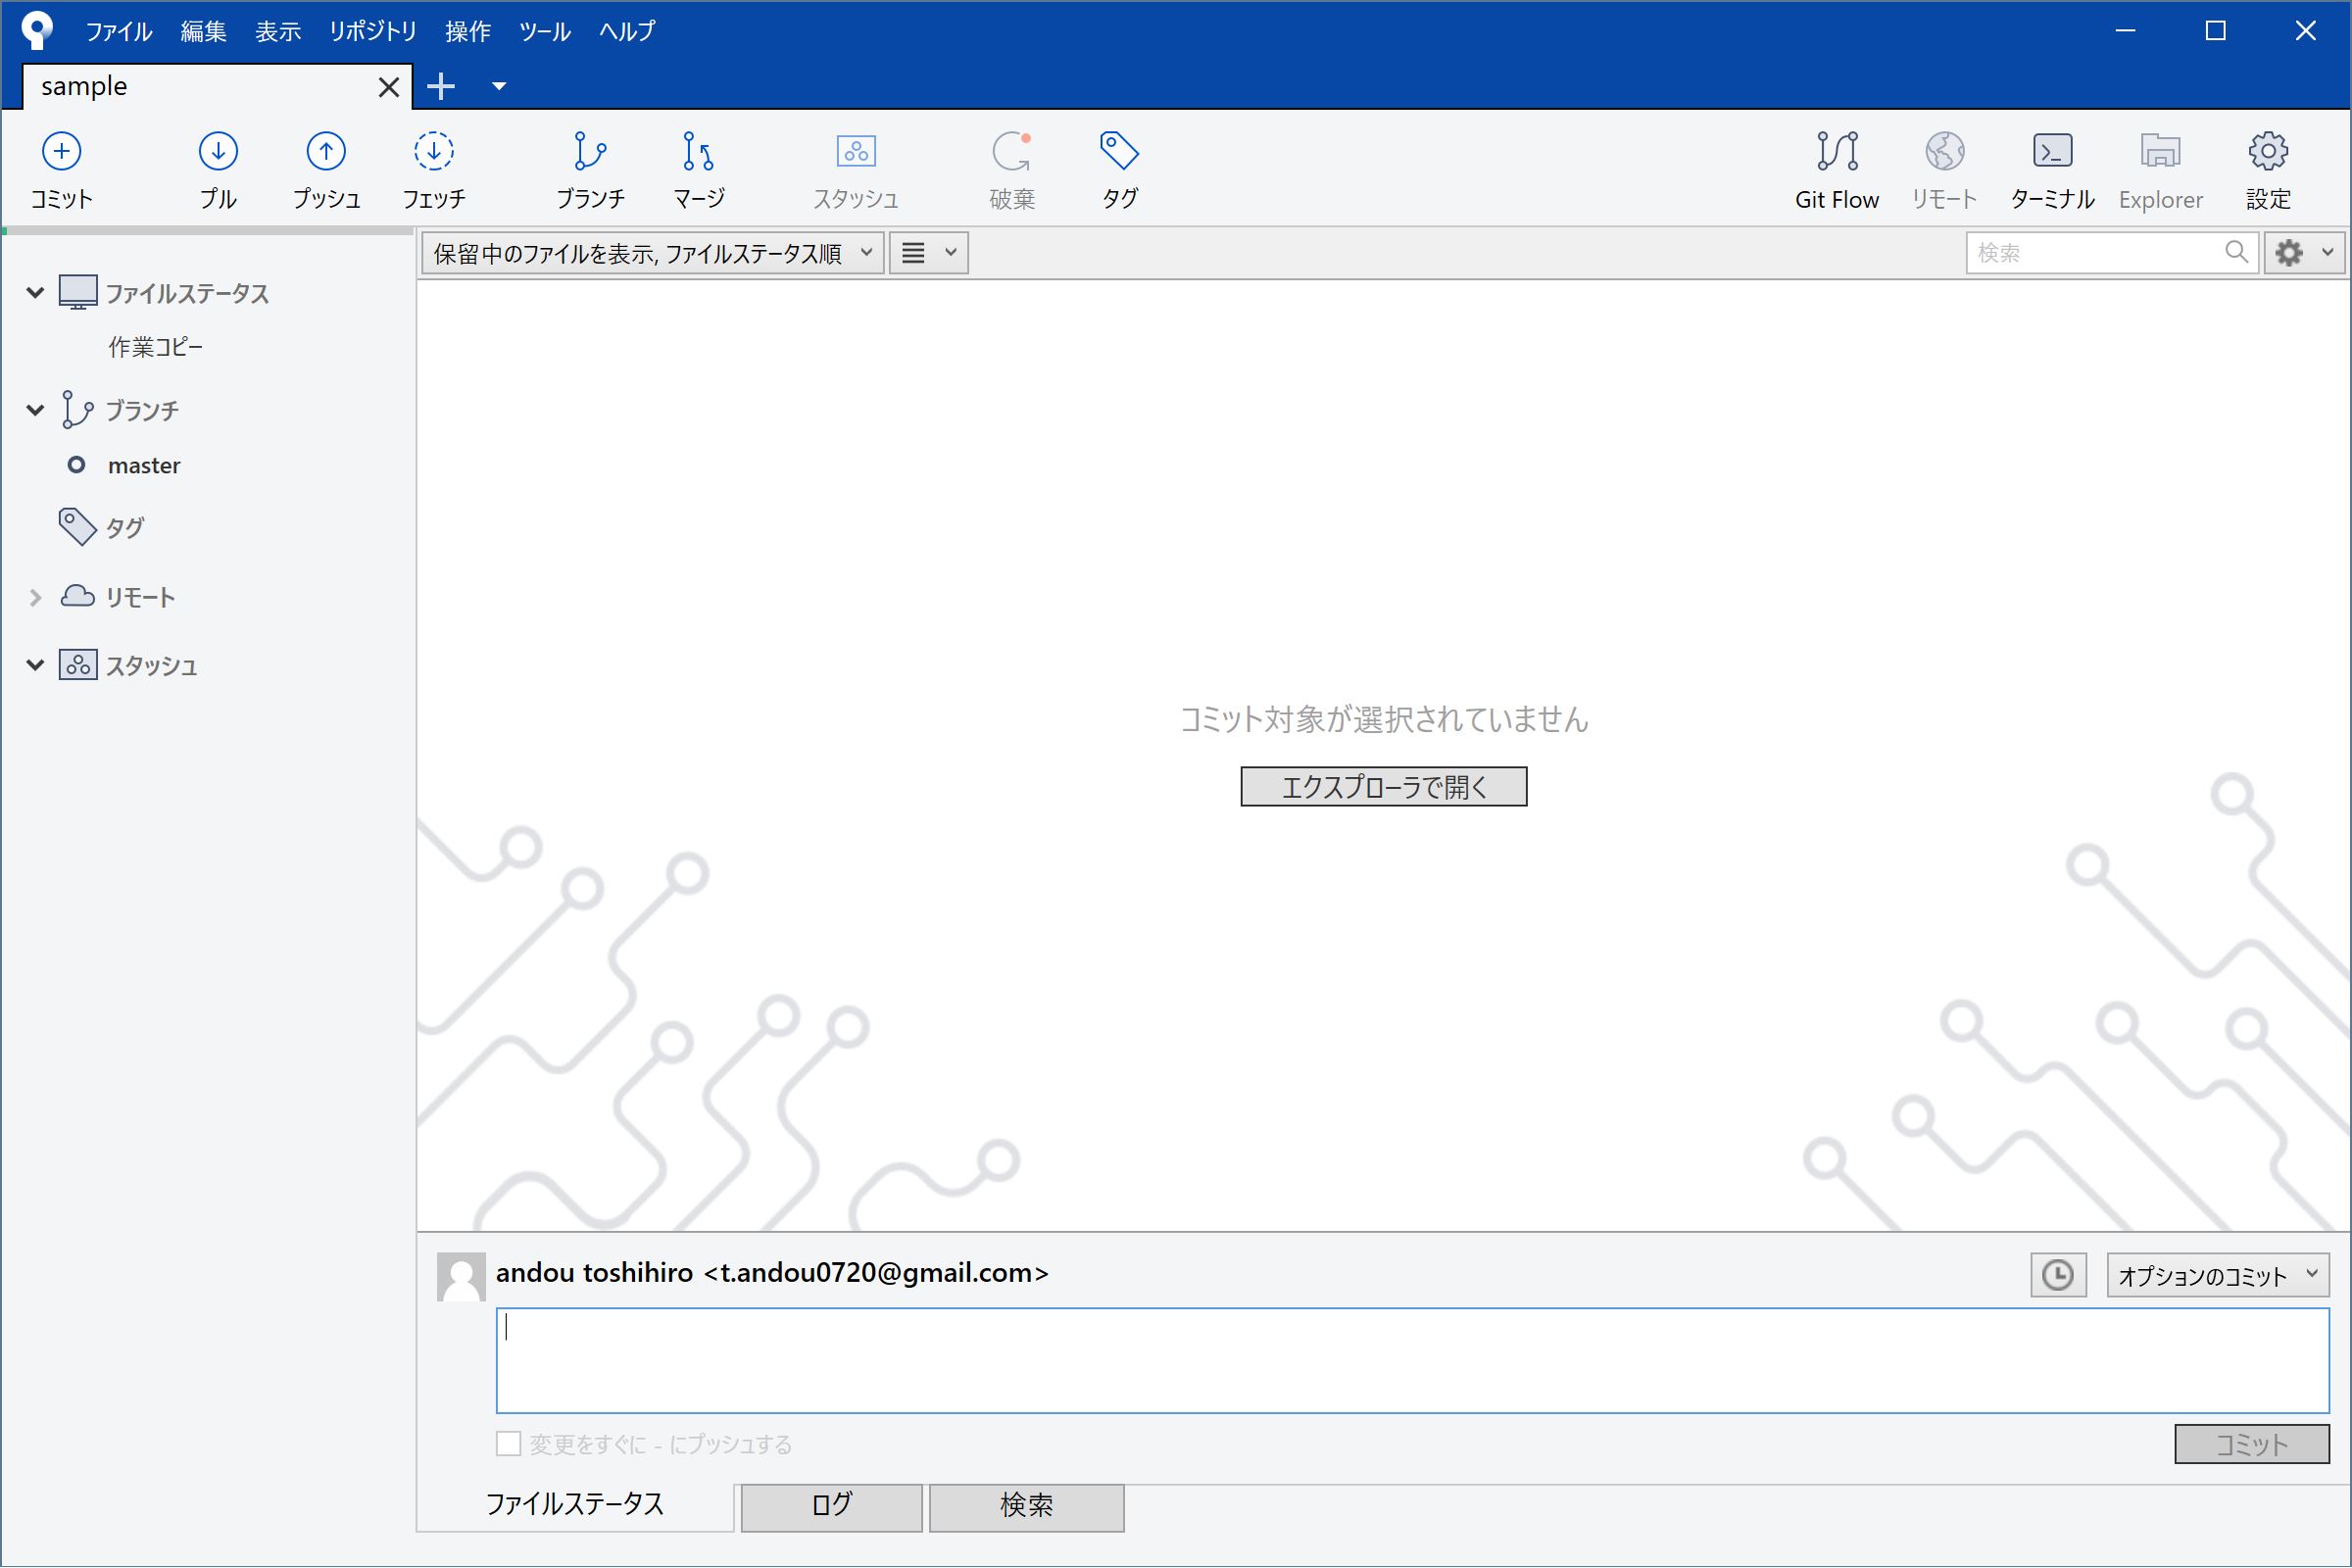 ファイル 編集 表示 リポジトリ 操作 ツール ヘルプ
sample
コミット プル プッシュ フェッチ ブランチ マージ スタッシュ 破棄 タグ Git Flow リモート ターミナル Explorer 設定
保留中のファイルを表示, ファイルステータス順
検索
ファイルステータス
作業コピー
ブランチ
master
タグ
リモート
スタッシュ
コミット対象が選択されていません
エクスプローラで開く
andou toshihiro <t.andou0720@gmail.com>
オプションのコミット
変更をすぐに - にプッシュする
コミット
ファイルステータス ログ 検索